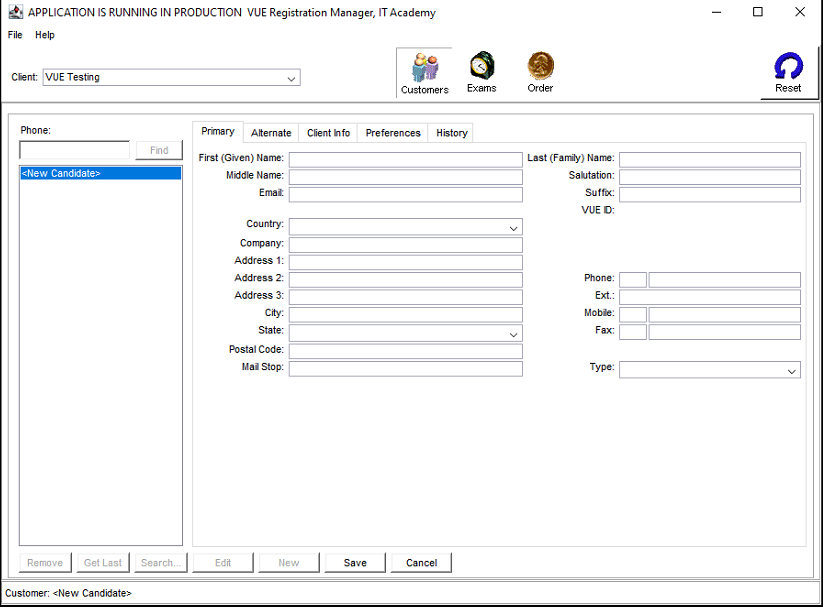 APPLICATION IS RUNNING IN PRODUCTION  VUE Registration Manager, IT Academy
File Help
Client: VUE Testing
Customers Exams Order Reset
Phone:
Find
<New Candidate>
Primary Alternate Client Info Preferences History
First (Given) Name: Last (Family) Name:
Middle Name: Salutation:
Email: Suffix:
VUE ID:
Country:
Company:
Address 1:
Address 2: Phone:
Address 3: Ext.:
City: Mobile:
State: Fax:
Postal Code:
Mail Stop: Type:
Remove Get Last Search... Edit New Save Cancel
Customer: <New Candidate>